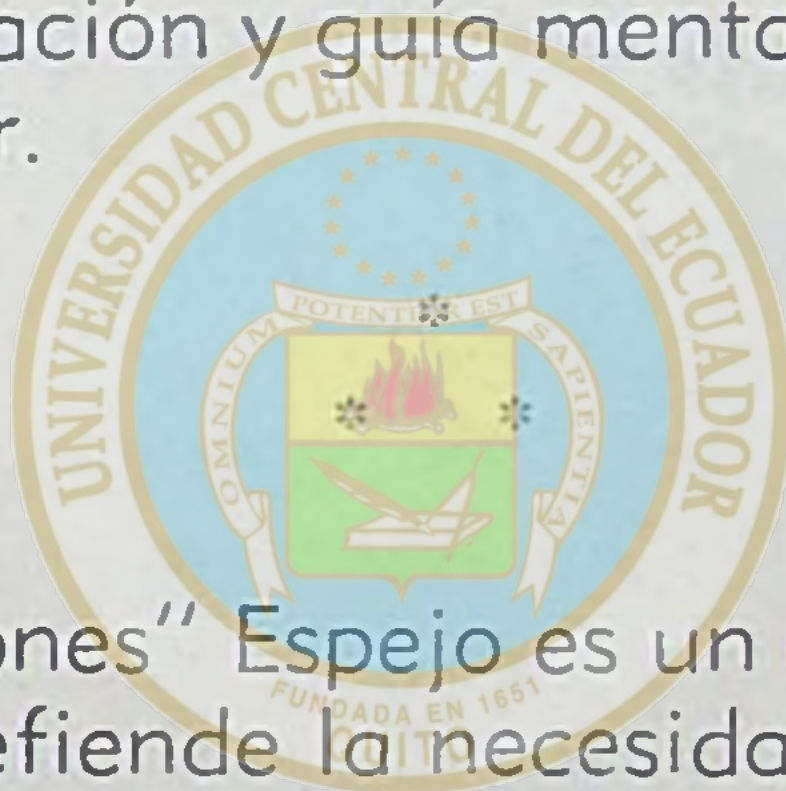 ación y guía mento
r.
UNIVERSIDAD CENTRAL DEL ECUADOR
OMNIUM POTENTIOR EST SAPIENTIA
*
* *
ones" Espejo es un
efiende la necesida
FUNDADA EN 1651
QUITO